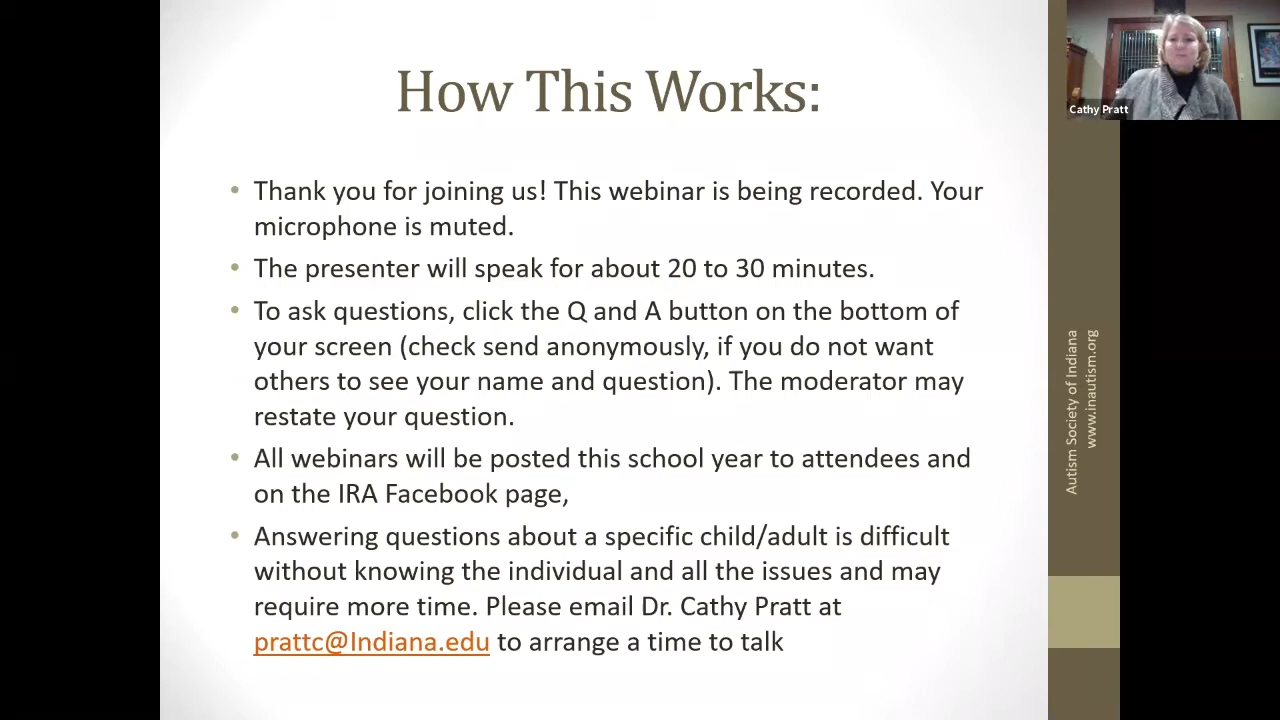 How This Works:
Cathy Pratt
• Thank you for joining us! This webinar is being recorded. Your
microphone is muted.
• The presenter will speak for about 20 to 30 minutes.
• To ask questions, click the Q and A button on the bottom of
your screen (check send anonymously, if you do not want
others to see your name and question). The moderator may
restate your question.
• All webinars will be posted this school year to attendees and
on the IRA Facebook page,
• Answering questions about a specific child/adult is difficult
without knowing the individual and all the issues and may
require more time. Please email Dr. Cathy Pratt at
prattc@Indiana.edu to arrange a time to talk
Autism Society of Indiana
www.inautism.org